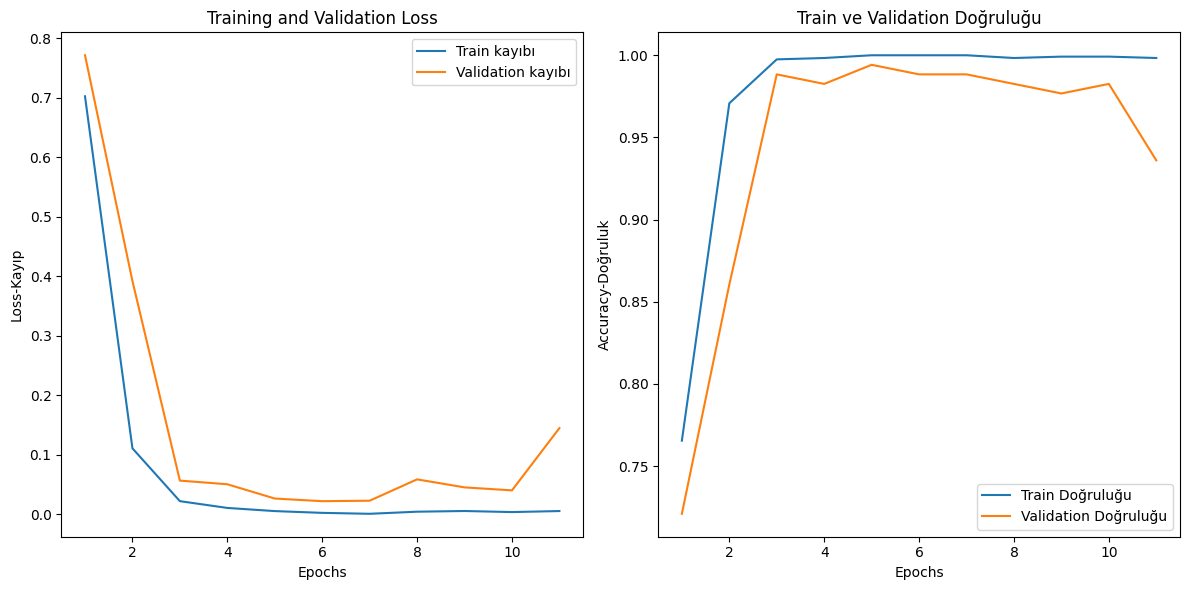 Training and Validation Loss
0.8
0.7
0.6
0.5
0.4
0.3
0.2
0.1
0.0
Loss-Kayıp
Train kayıbı
Validation kayıbı
2
4
6
8
10
Epochs
Train ve Validation Doğruluğu
1.00
0.95
0.90
0.85
0.80
0.75
Accuracy-Doğruluk
Train Doğruluğu
Validation Doğruluğu
2
4
6
8
10
Epochs